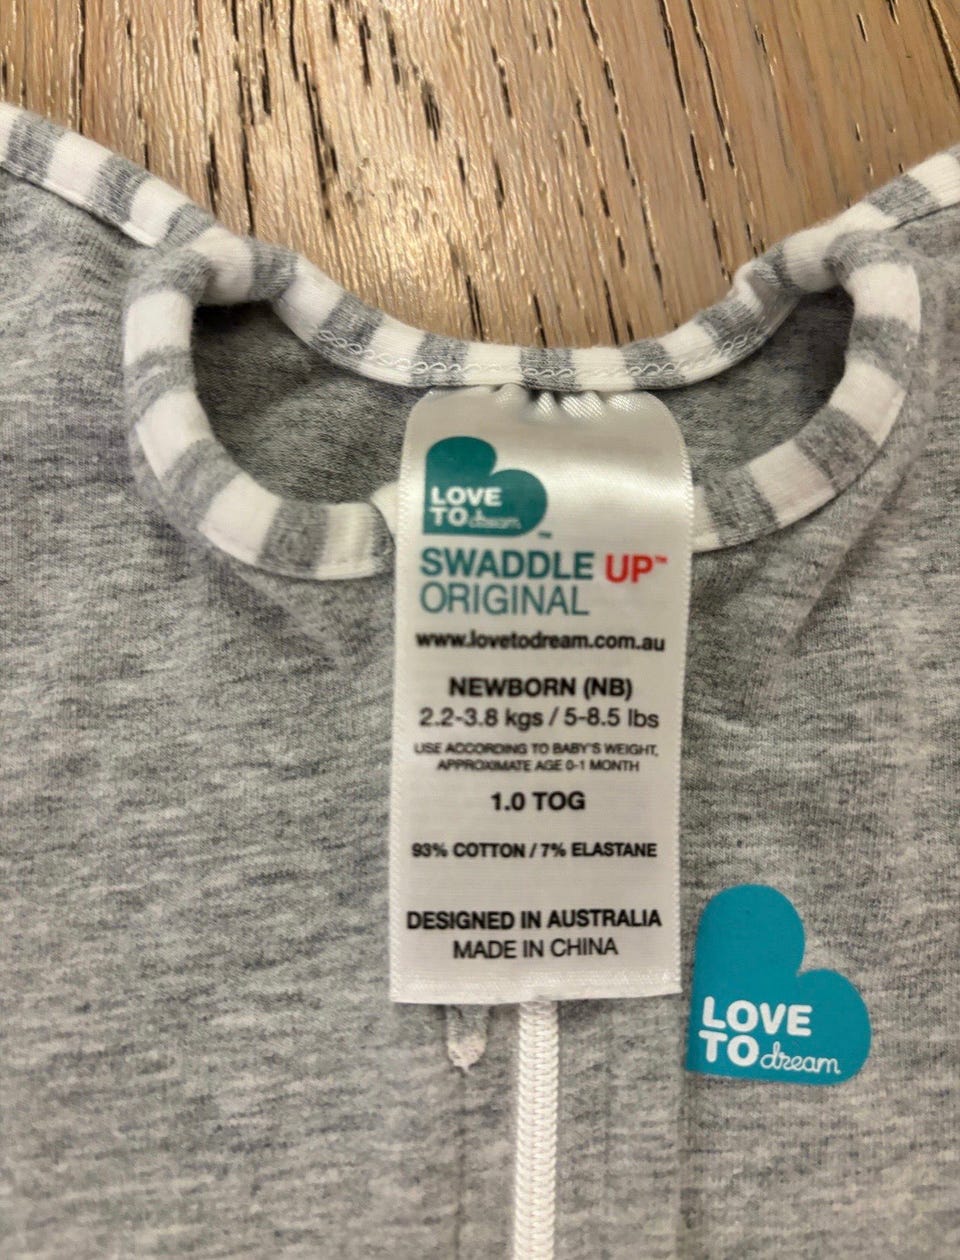 LOVE
TO dream™
SWADDLE UP™
ORIGINAL
www.lovetodream.com.au
NEWBORN (NB)
2.2-3.8 kgs / 5-8.5 lbs
USE ACCORDING TO BABY'S WEIGHT,
APPROXIMATE AGE 0-1 MONTH
1.0 TOG
93% COTTON / 7% ELASTANE
DESIGNED IN AUSTRALIA
MADE IN CHINA
LOVE
TO dream